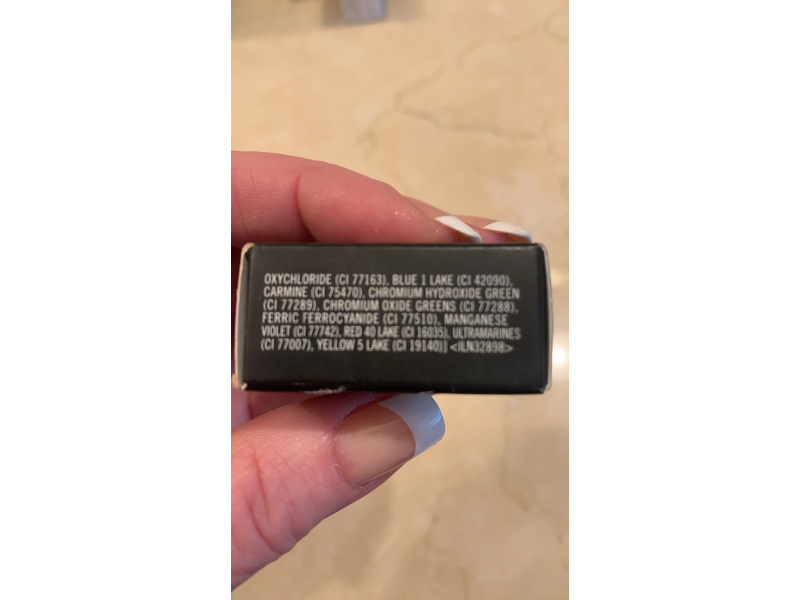 OXYCHLORIDE (CI 77163), BLUE 1 LAKE (CI 42090),
CARMINE (CI 75470), CHROMIUM HYDROXIDE GREEN
(CI 77289), CHROMIUM OXIDE GREENS (CI 77288),
FERRIC FERROCYANIDE (CI 77510), MANGANESE
VIOLET (CI 77742), RED 40 LAKE (CI 16035), ULTRAMARINES
(CI 77007), YELLOW 5 LAKE (CI 19140)] <ILN32898>